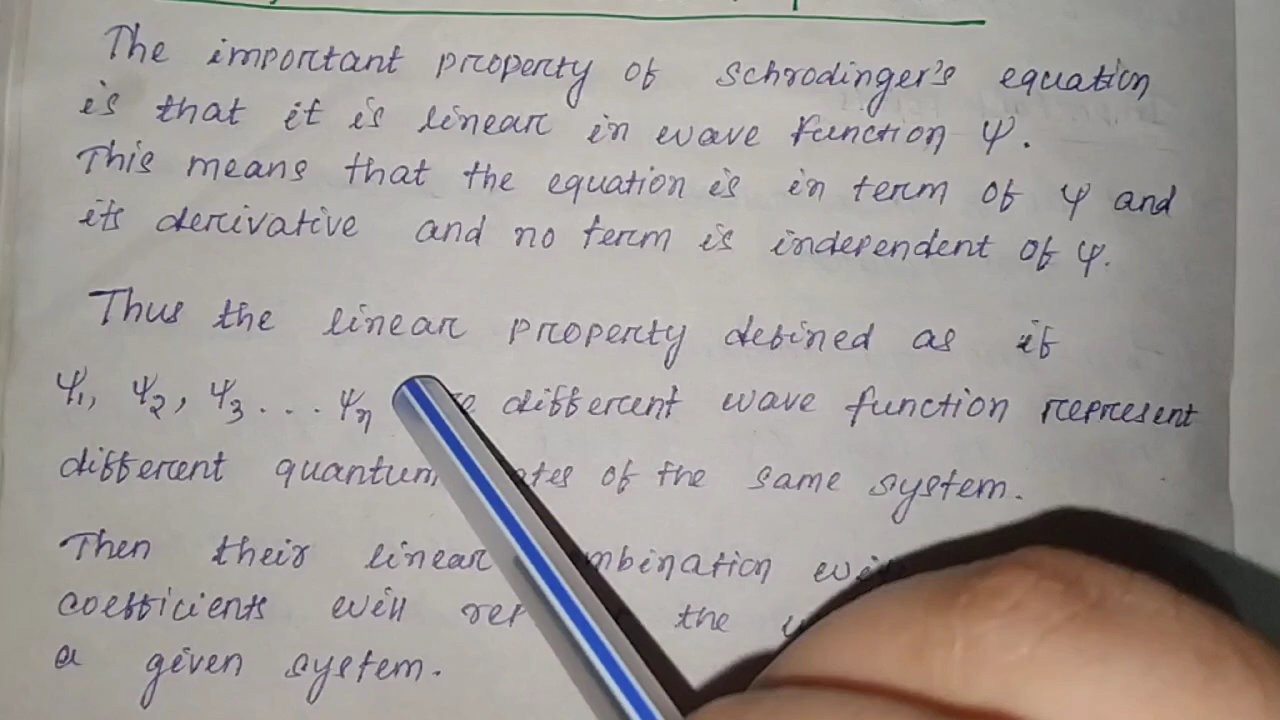 The important property of Schrodinger's equation
is that it is linear in wave function ψ.
This means that the equation is in term of ψ and
its derivative and no term is independent of ψ.
Thus the linear property defined as if
ψ1, ψ2, ψ3 . . . ψn different wave function represent
different quantum of the same system.
Then their linear
coefficients will the
a given system.